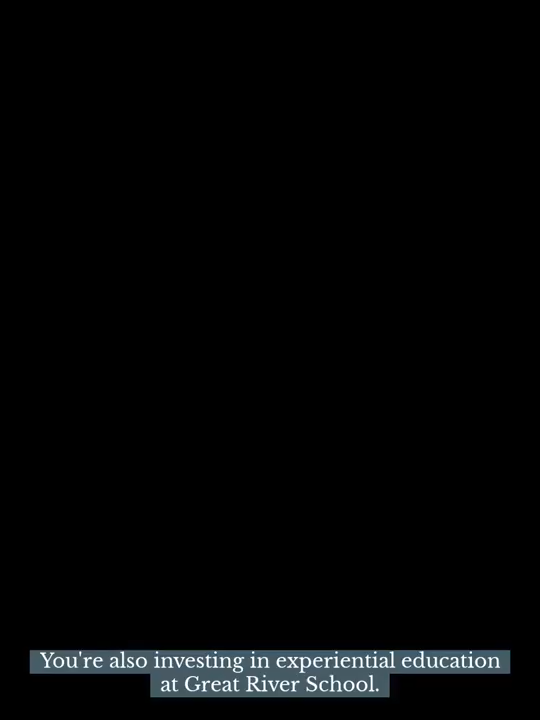 You're also investing in experiential education
at Great River School.